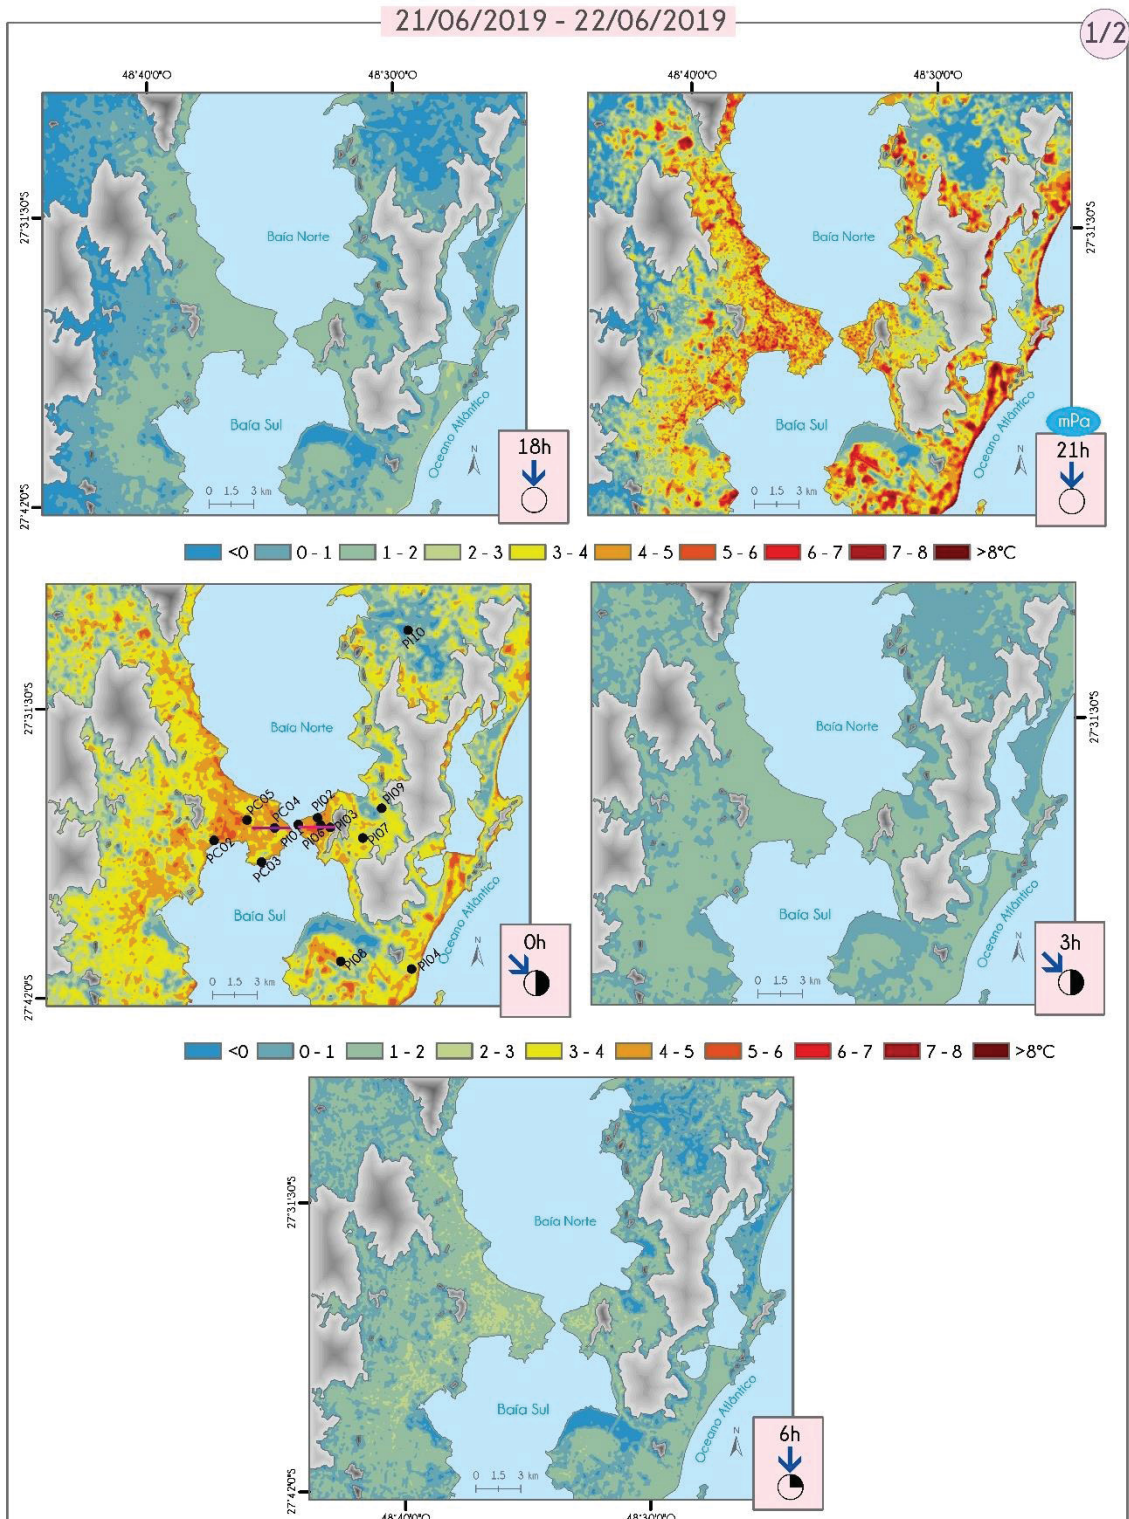 21/06/2019 - 22/06/2019
1/2
48°40'0"O 48°30'0"O
48°40'0"O 48°30'0"O
27°31'30"S
27°42'0"S
Baía Norte
Baía Sul
Oceano Atlântico
N
0 1.5 3 km
18h
27°31'30"S
Baía Norte
Baía Sul
Oceano Atlântico
N
0 1.5 3 km
mPa
21h
<0 0 - 1 1 - 2 2 - 3 3 - 4 4 - 5 5 - 6 6 - 7 7 - 8 >8°C
27°31'30"S
27°42'0"S
PI10
Baía Norte
PC05
PC04
PI02
PI09
PC02
PI03
PI07
PC03
Baía Sul
PI08
PI04
Oceano Atlântico
N
0 1.5 3 km
0h
27°31'30"S
Baía Norte
Baía Sul
Oceano Atlântico
N
0 1.5 3 km
3h
<0 0 - 1 1 - 2 2 - 3 3 - 4 4 - 5 5 - 6 6 - 7 7 - 8 >8°C
27°31'30"S
27°42'0"S
Baía Norte
Baía Sul
Oceano Atlântico
N
0 1.5 3 km
6h
48°40'0"O 48°30'0"O